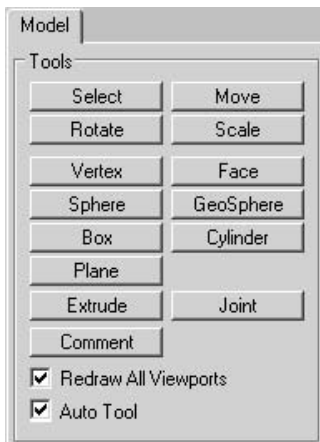 Model
Tools
Select Move
Rotate Scale
Vertex Face
Sphere GeoSphere
Box Cylinder
Plane
Extrude Joint
Comment
Redraw All Viewports
Auto Tool